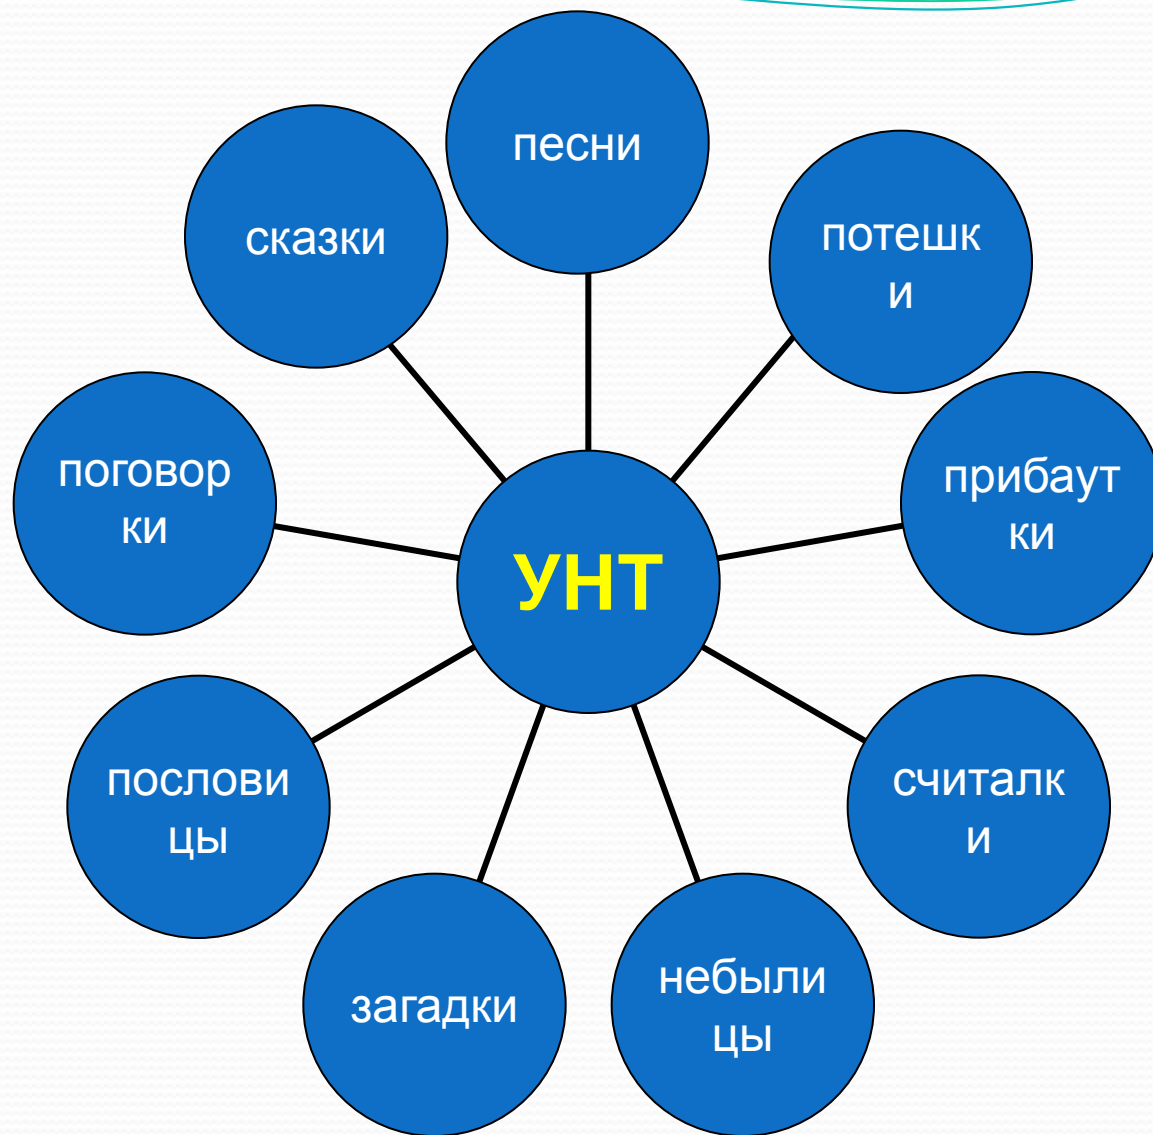 песни
сказки
потешк
и
поговор
ки
прибаут
ки
УНТ
послови
цы
считалк
и
загадки
небыли
цы